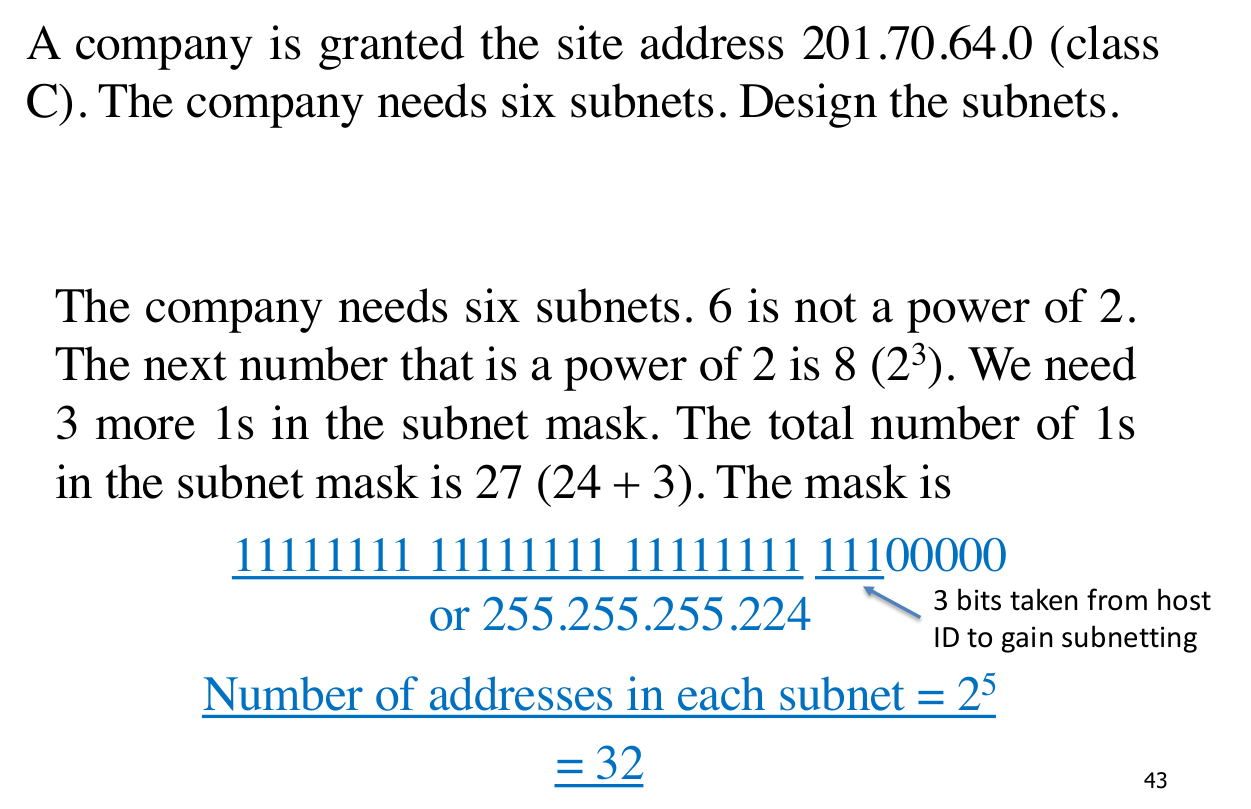 A company is granted the site address 201.70.64.0 (class
C). The company needs six subnets. Design the subnets.
The company needs six subnets. 6 is not a power of 2.
The next number that is a power of 2 is 8 (2³). We need
3 more 1s in the subnet mask. The total number of 1s
in the subnet mask is 27 (24 + 3). The mask is
11111111 11111111 11111111 11100000
or 255.255.255.224
3 bits taken from host
ID to gain subnetting
Number of addresses in each subnet = 2⁵
= 32
43